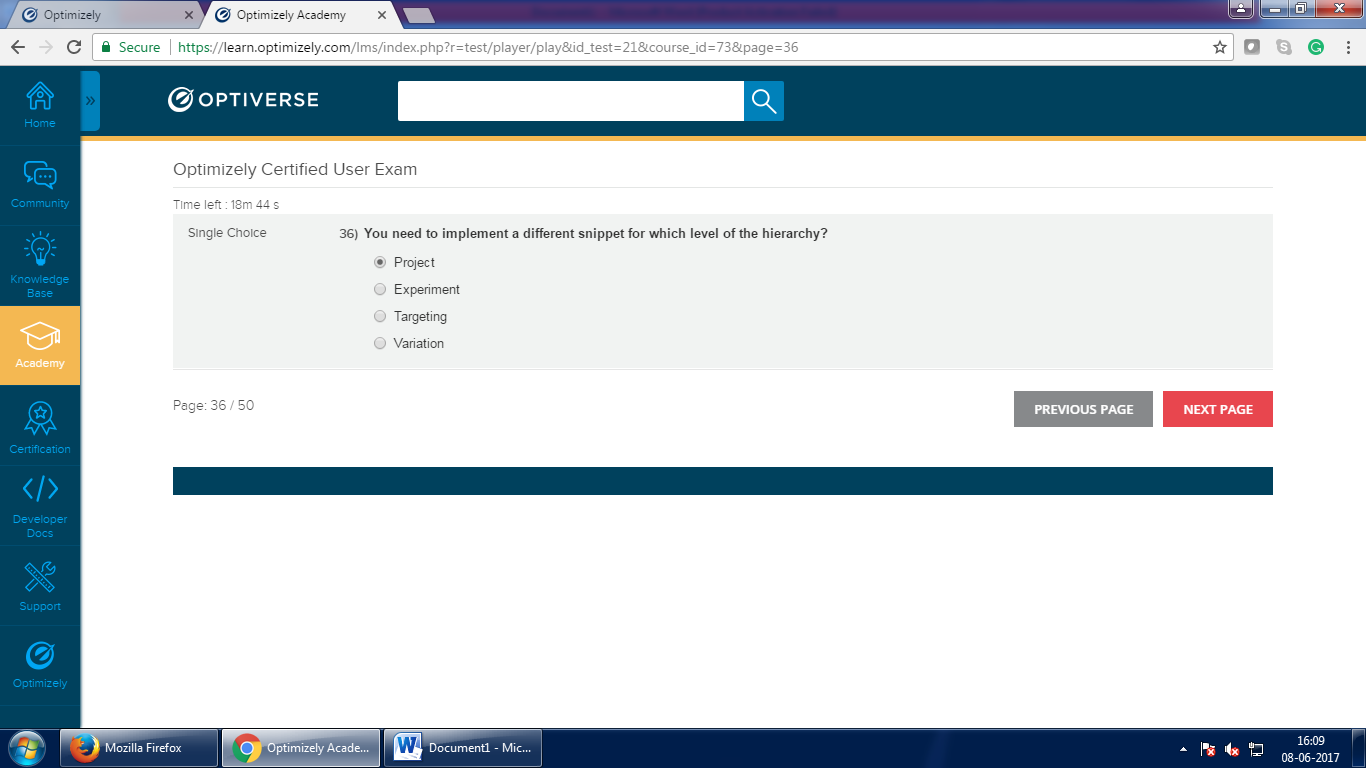 Optimizely
Optimizely Academy
Secure
https://learn.optimizely.com/lms/index.php?r=test/player/play&id_test=21&course_id=73&page=36
OPTIVERSE
Home
Community
Knowledge
Base
Academy
Certification
Developer
Docs
Support
Optimizely
Optimizely Certified User Exam
Time left : 18m 44 s
Single Choice
36) You need to implement a different snippet for which level of the hierarchy?
Project
Experiment
Targeting
Variation
Page: 36 / 50
PREVIOUS PAGE
NEXT PAGE
Mozilla Firefox
Optimizely Acade...
Document1 - Mic...
16:09
08-06-2017